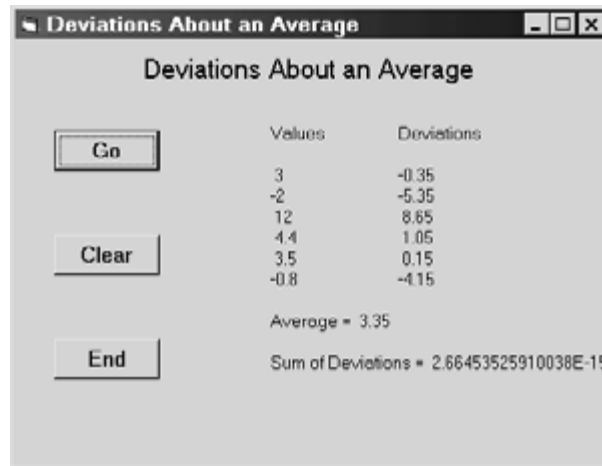 Deviations About an Average
Deviations About an Average
Go
Values Deviations
3 -0.35
-2 -5.35
12 8.65
Clear
4.4 1.05
3.5 0.15
-0.8 -4.15
Average = 3.35
End
Sum of Deviations = 2.66453525910038E-15